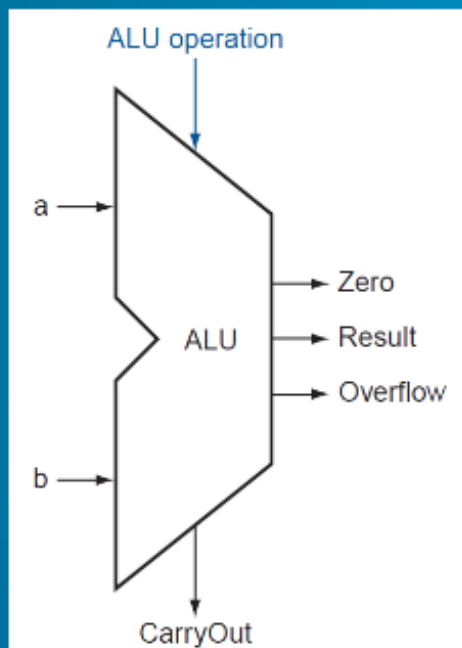 ALU operation
a
Zero
ALU
Result
Overflow
b
CarryOut